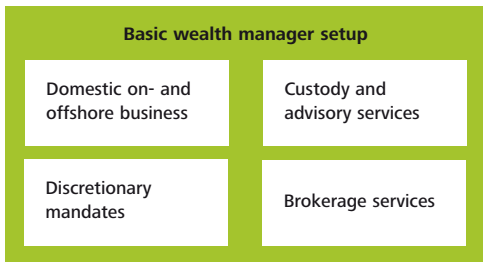 Basic wealth manager setup
Domestic on- and
offshore business
Custody and
advisory services
Discretionary
mandates
Brokerage services